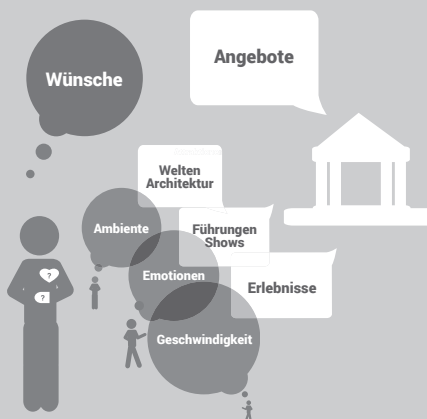 Wünsche
Angebote
Welten
Architektur
Ambiente
Führungen
Shows
Emotionen
Erlebnisse
Geschwindigkeit
?
?